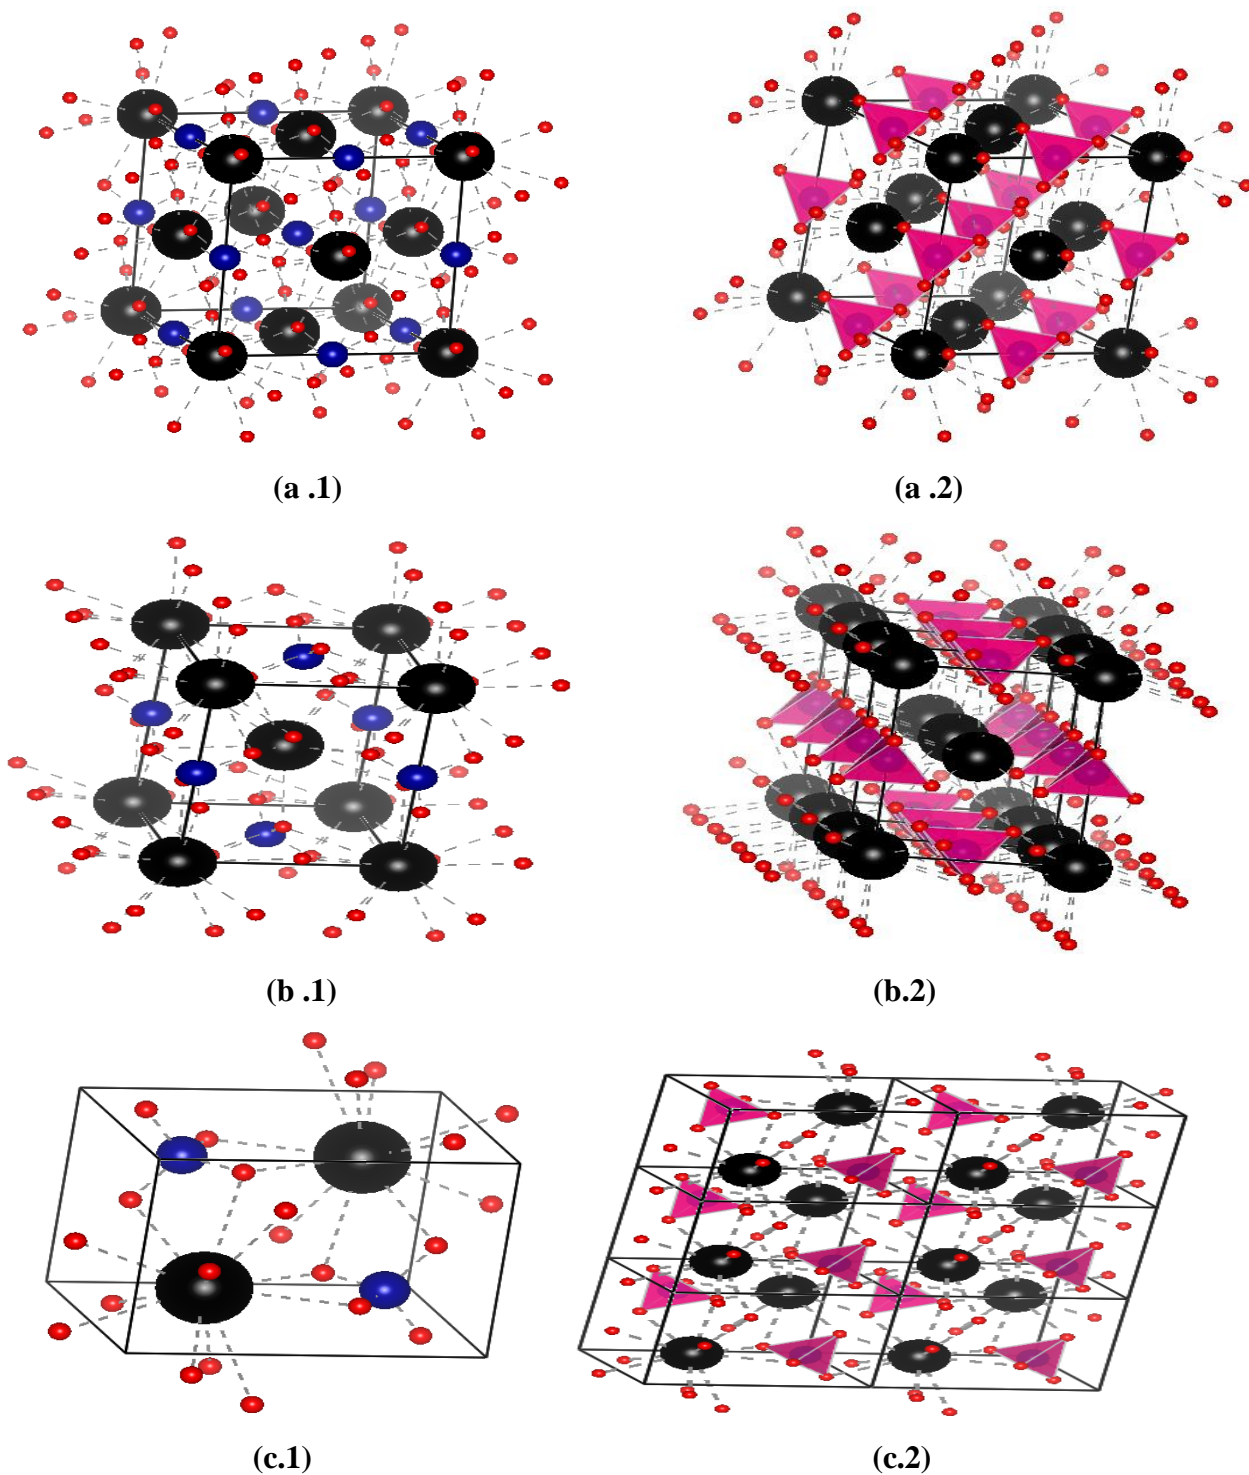 (a .1)
(a .2)
(b .1)
(b.2)
(c.1)
(c.2)